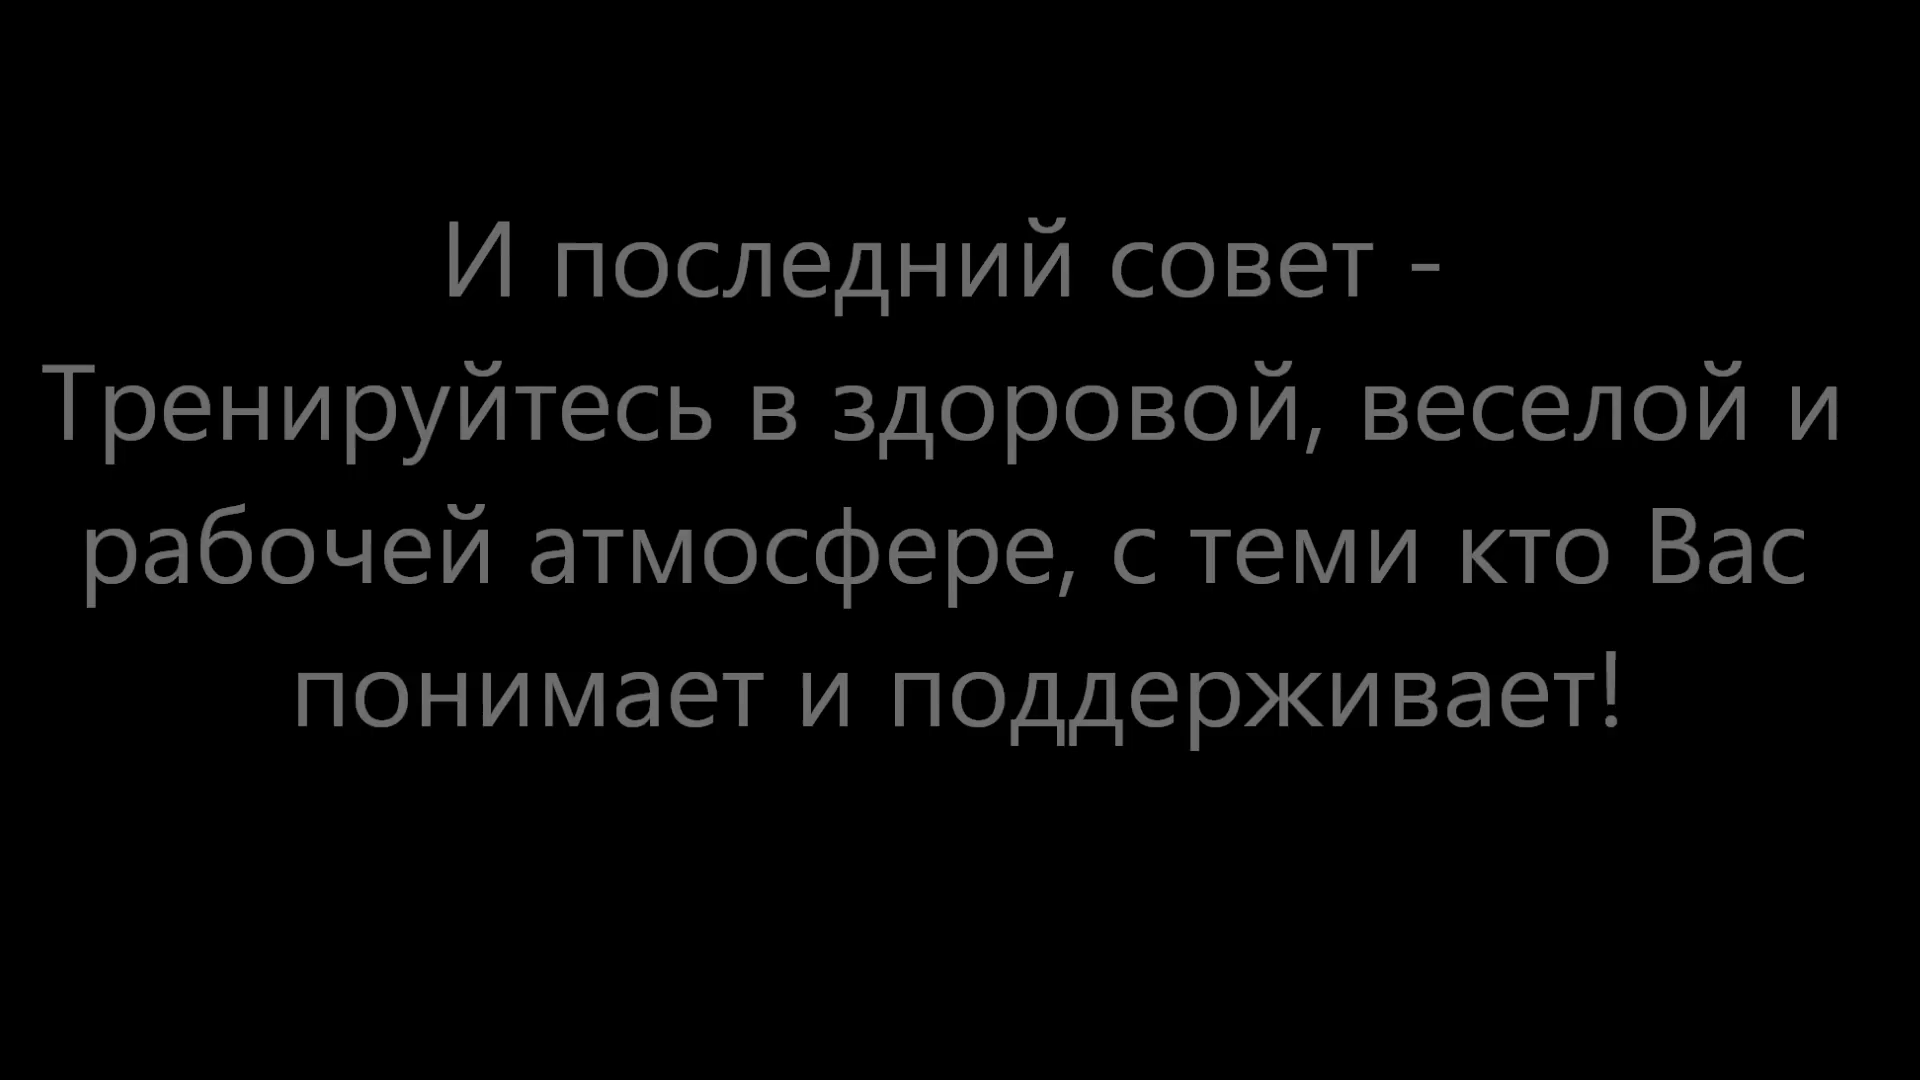 И последний совет -
Тренируйтесь в здоровой, веселой и
рабочей атмосфере, с теми кто Вас
понимает и поддерживает!